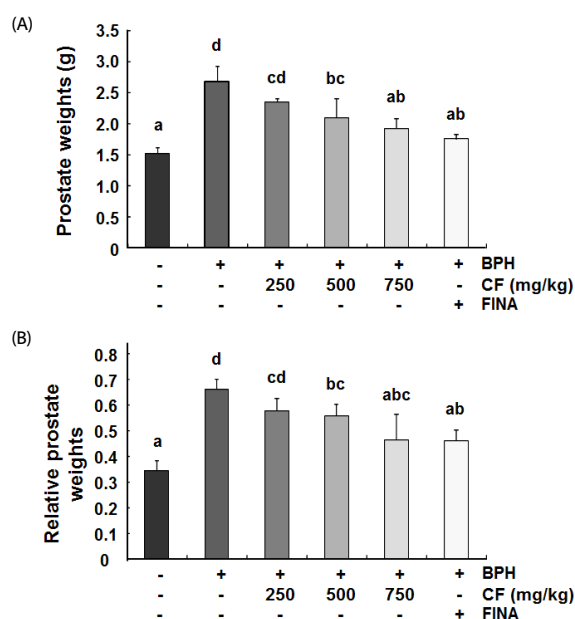 (A)
Prostate weights (g)
3.5
3.0
2.5
2.0
1.5
1.0
0.5
0
a
d
cd
bc
ab
ab
- + + + + + BPH
- - 250 500 750 - CF (mg/kg)
- - - - - + FINA
(B)
Relative prostate
weights
0.8
0.7
0.6
0.5
0.4
0.3
0.2
0.1
0
a
d
cd
bc
abc
ab
- + + + + + BPH
- - 250 500 750 - CF (mg/kg)
- - - - - + FINA